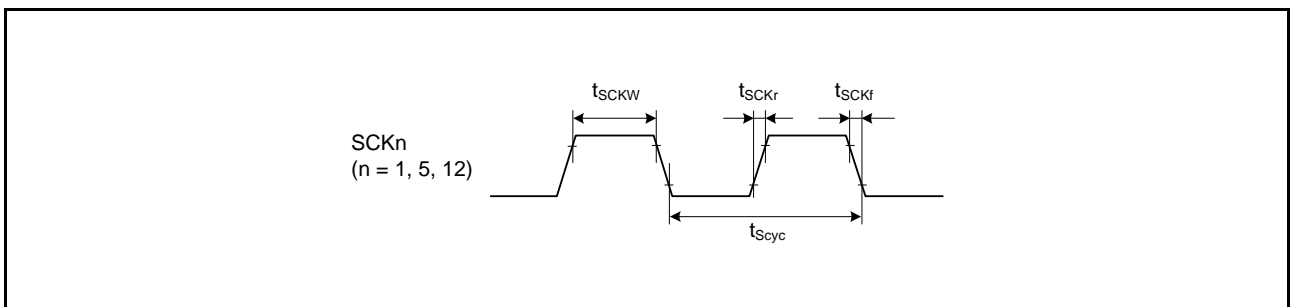 tSCKW
tSCKr
tSCKf
SCKn
(n = 1, 5, 12)
tScyc